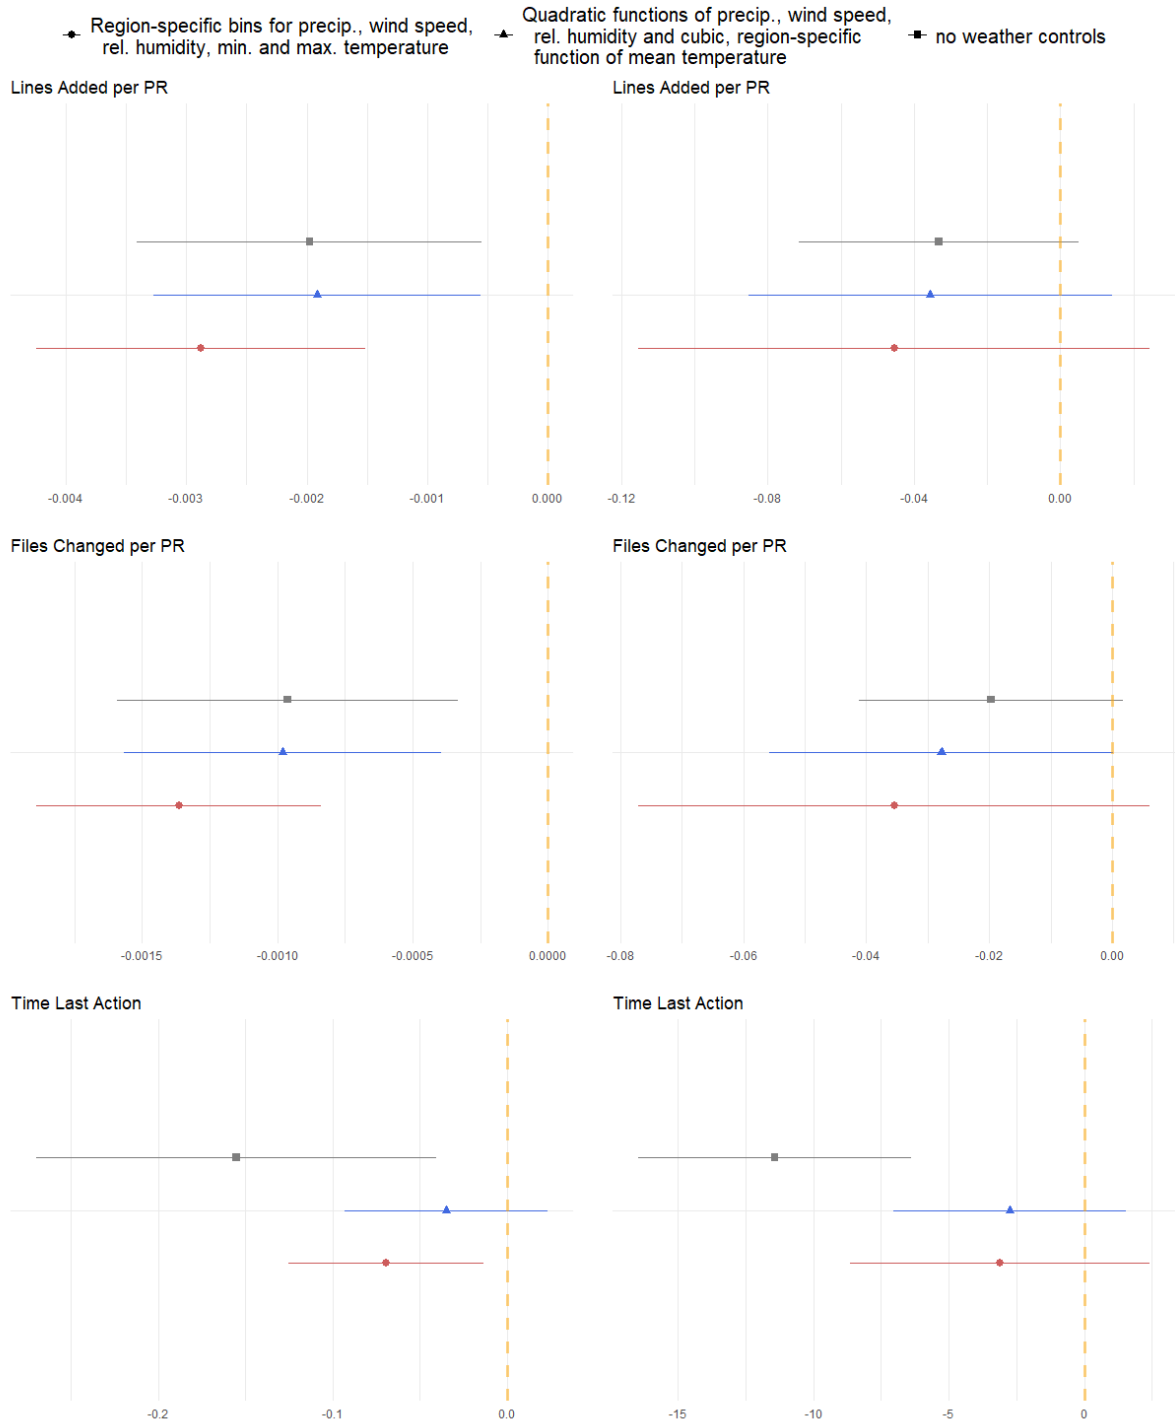 Region-specific bins for precip., wind speed,
rel. humidity, min. and max. temperature
Quadratic functions of precip., wind speed,
rel. humidity and cubic, region-specific
function of mean temperature
no weather controls
Lines Added per PR
Lines Added per PR
-0.004 -0.003 -0.002 -0.001 0.000
-0.12 -0.08 -0.04 0.00
Files Changed per PR
Files Changed per PR
-0.0015 -0.0010 -0.0005 0.0000
-0.08 -0.06 -0.04 -0.02 0.00
Time Last Action
Time Last Action
-0.2 -0.1 0.0
-15 -10 -5 0